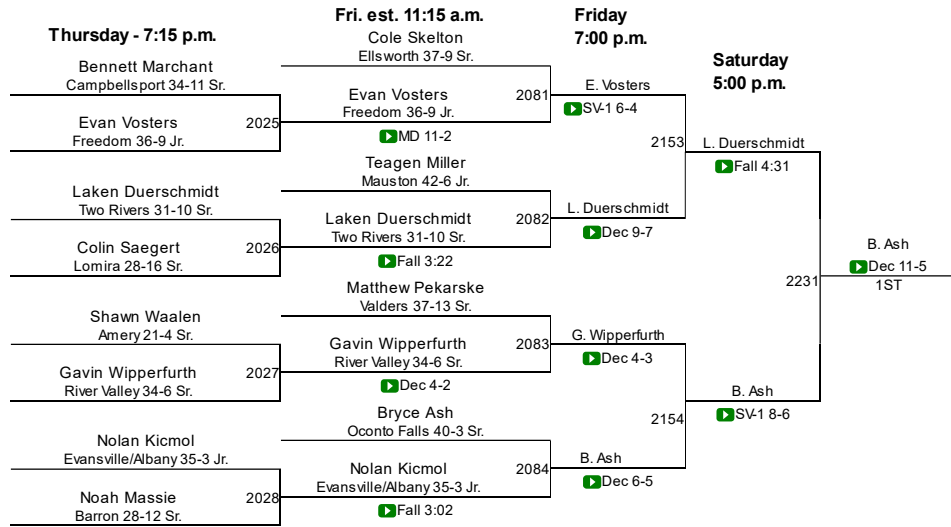 Thursday - 7:15 p.m.
Bennett Marchant
Campbellsport 34-11 Sr.
Evan Vosters
Freedom 36-9 Jr.
2025
Laken Duerschmidt
Two Rivers 31-10 Sr.
Colin Saegert
Lomira 28-16 Sr.
2026
Shawn Waalen
Amery 21-4 Sr.
Gavin Wipperfurth
River Valley 34-6 Sr.
2027
Nolan Kicmol
Evansville/Albany 35-3 Jr.
Noah Massie
Barron 28-12 Sr.
2028
Fri. est. 11:15 a.m.
Cole Skelton
Ellsworth 37-9 Sr.
Evan Vosters
Freedom 36-9 Jr.
MD 11-2
2081
Teagen Miller
Mauston 42-6 Jr.
Laken Duerschmidt
Two Rivers 31-10 Sr.
Fall 3:22
2082
Matthew Pekarske
Valders 37-13 Sr.
Gavin Wipperfurth
River Valley 34-6 Sr.
Dec 4-2
2083
Bryce Ash
Oconto Falls 40-3 Sr.
Nolan Kicmol
Evansville/Albany 35-3 Jr.
Fall 3:02
2084
Friday
7:00 p.m.
E. Vosters
SV-1 6-4
2153
L. Duerschmidt
Dec 9-7
G. Wipperfurth
Dec 4-3
2154
B. Ash
Dec 6-5
Saturday
5:00 p.m.
L. Duerschmidt
Fall 4:31
2231
B. Ash
SV-1 8-6
B. Ash
Dec 11-5
1ST